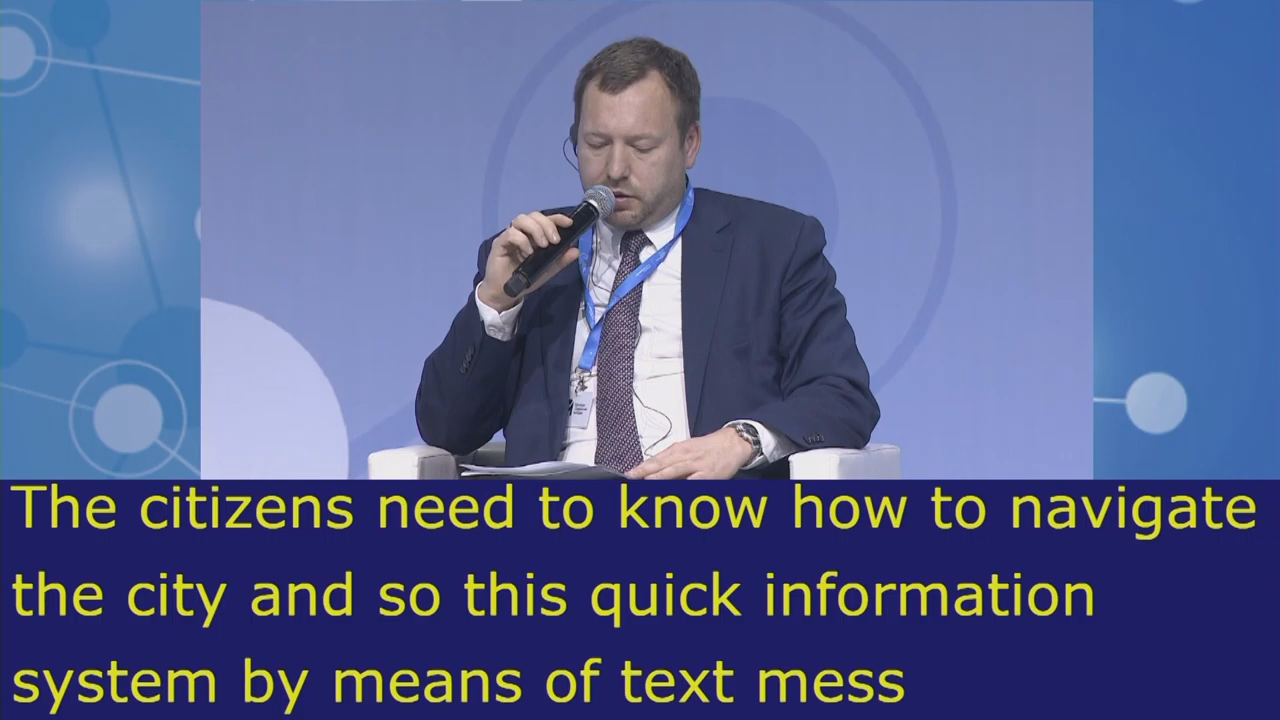 The citizens need to know how to navigate
the city and so this quick information
system by means of text mess